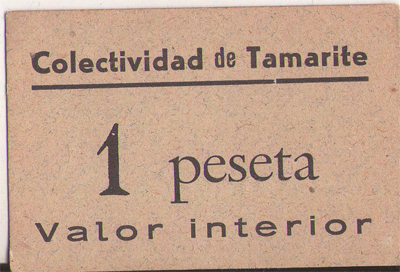 Colectividad de Tamarite
1 peseta
Valor interior